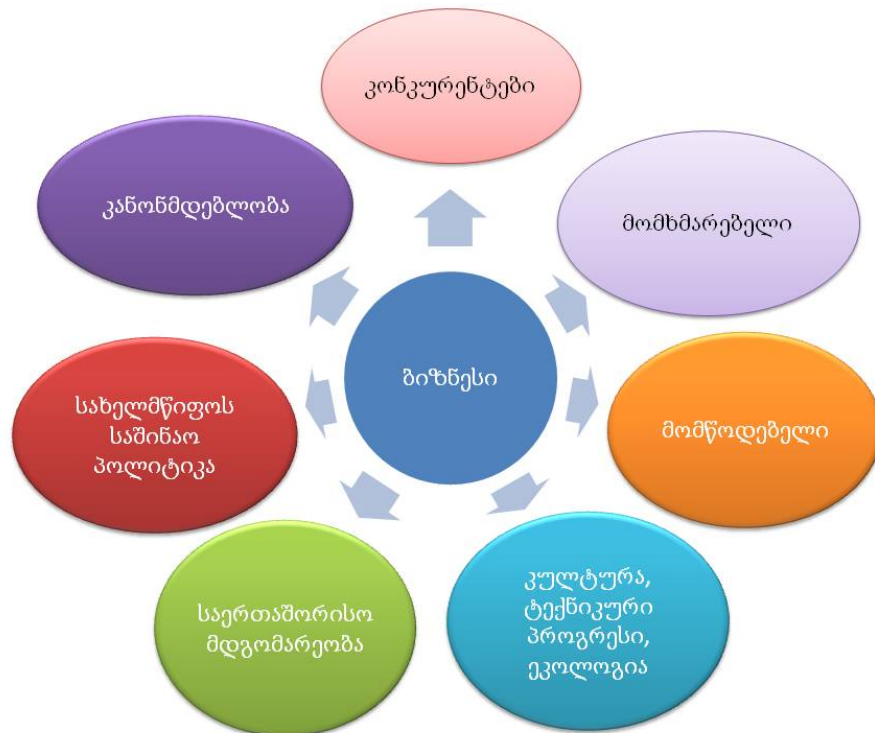 კონკურენტები
კანონმდებლობა
მომხმარებელი
ბიზნესი
სახელმწიფოს
საშინაო
პოლიტიკა
მომწოდებელი
საერთაშორისო
მდგომარეობა
კულტურა,
ტექნიკური
პროგრესი,
ეკოლოგია